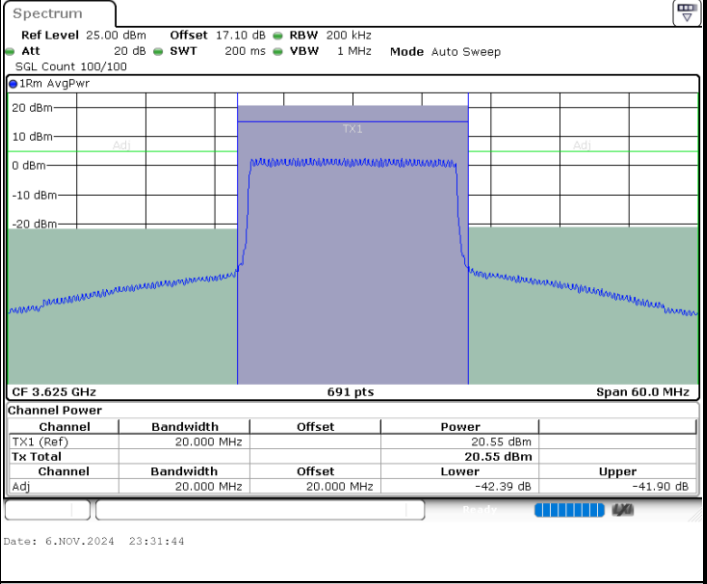 Spectrum
Ref Level 25.00 dBm Offset 17.10 dB RBW 200 kHz
Att 20 dB SWT 200 ms VBW 1 MHz Mode Auto Sweep
SGL Count 100/100
1Rm AvgPwr
20 dBm
TX1
10 dBm
Adj Adj
0 dBm
-10 dBm
-20 dBm
CF 3.625 GHz 691 pts Span 60.0 MHz
Channel Power
Channel Bandwidth Offset Power
TX1 (Ref) 20.000 MHz 20.55 dBm
Tx Total 20.55 dBm
Channel Bandwidth Offset Lower Upper
Adj 20.000 MHz 20.000 MHz -42.39 dB -41.90 dB
Ready
Date: 6.NOV.2024 23:31:44